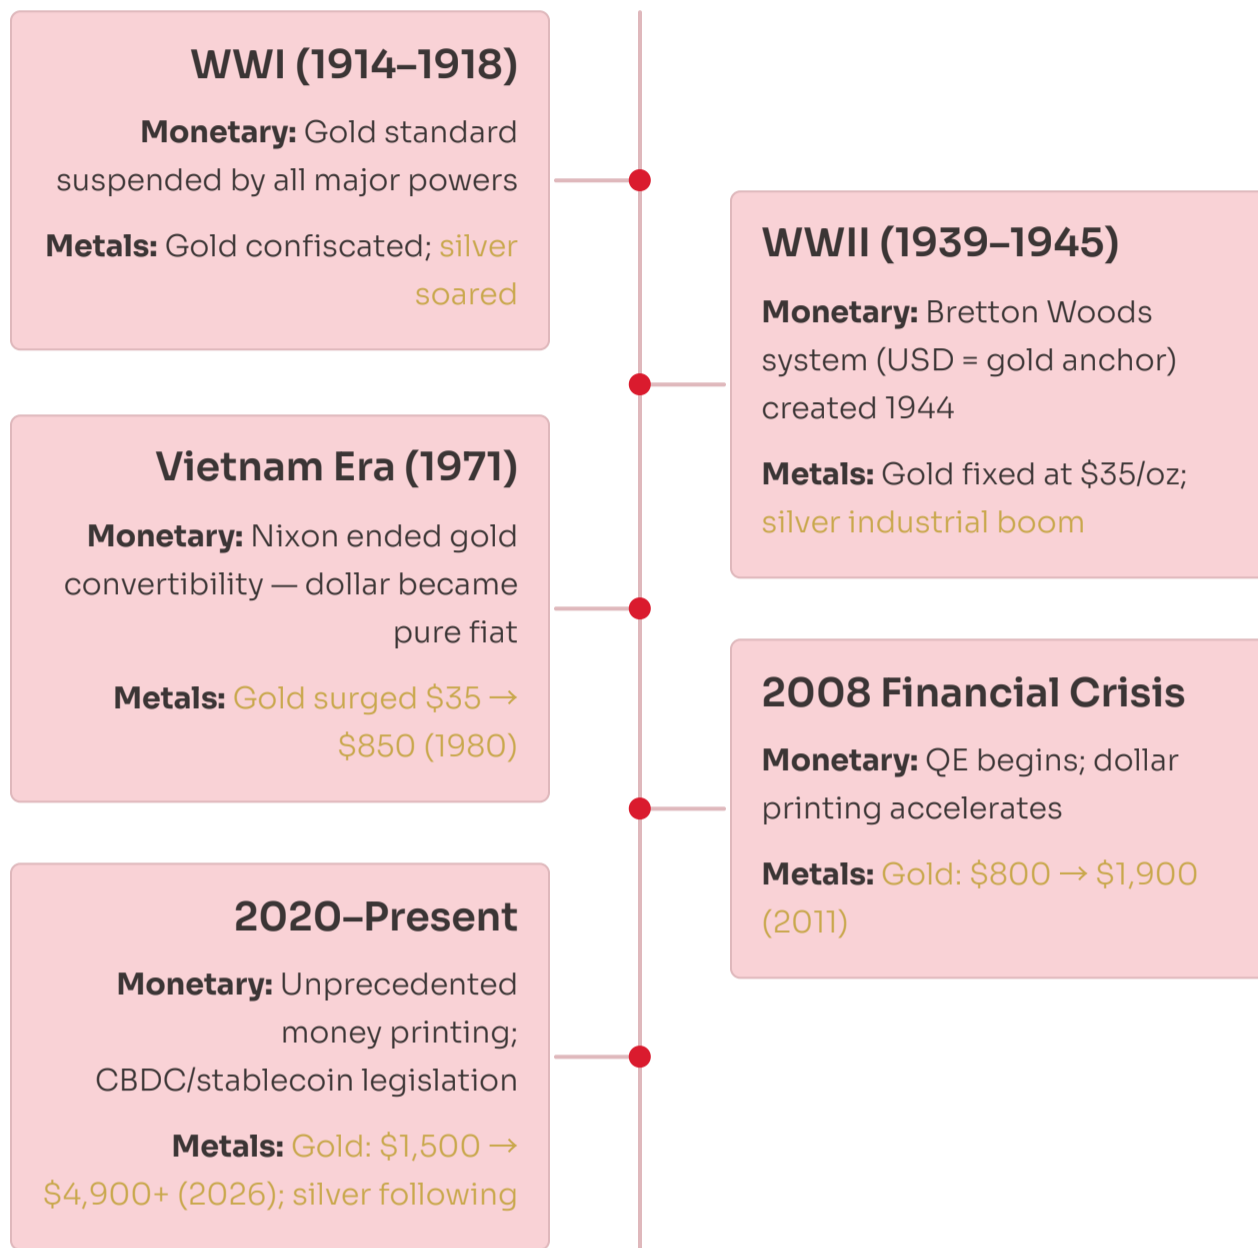 WWI (1914–1918)
Monetary: Gold standard
suspended by all major powers
Metals: Gold confiscated; silver
soared
WWII (1939–1945)
Monetary: Bretton Woods
system (USD = gold anchor)
created 1944
Metals: Gold fixed at $35/oz;
silver industrial boom
Vietnam Era (1971)
Monetary: Nixon ended gold
convertibility — dollar became
pure fiat
Metals: Gold surged $35 →
$850 (1980)
2008 Financial Crisis
Monetary: QE begins; dollar
printing accelerates
Metals: Gold: $800 → $1,900
(2011)
2020–Present
Monetary: Unprecedented
money printing;
CBDC/stablecoin legislation
Metals: Gold: $1,500 →
$4,900+ (2026); silver following